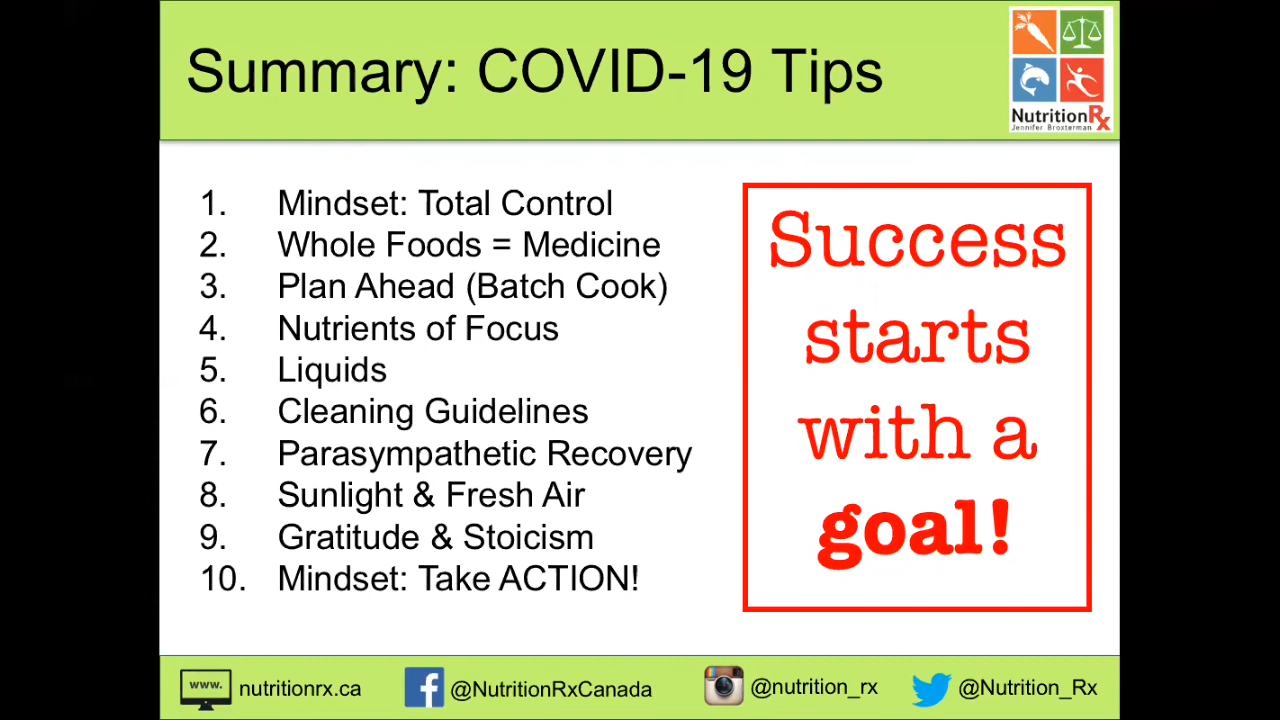 Summary: COVID-19 Tips
NutritionRx
Jennifer Broxterman
1. Mindset: Total Control
2. Whole Foods = Medicine
3. Plan Ahead (Batch Cook)
4. Nutrients of Focus
5. Liquids
6. Cleaning Guidelines
7. Parasympathetic Recovery
8. Sunlight & Fresh Air
9. Gratitude & Stoicism
10. Mindset: Take ACTION!
Success
starts
with a
goal!
www.
nutritionrx.ca
@NutritionRxCanada
@nutrition_rx
@Nutrition_Rx